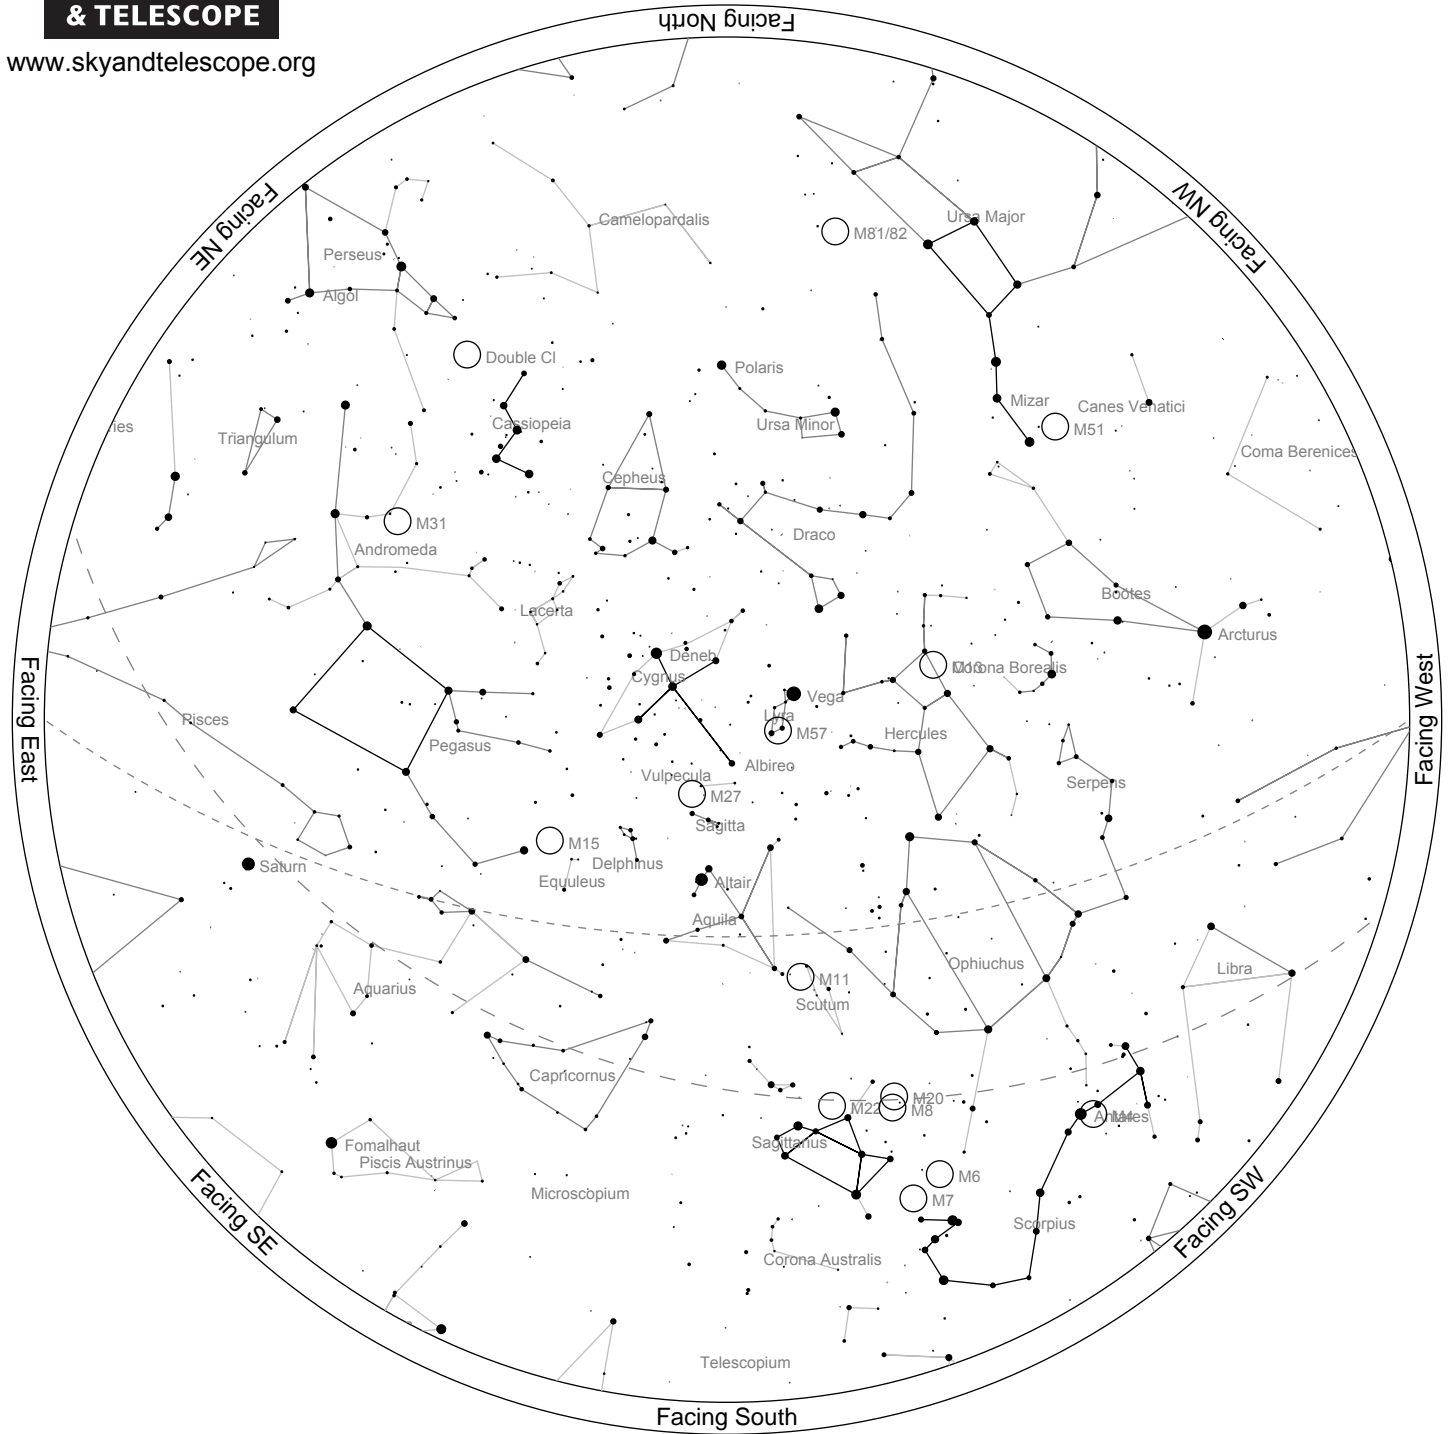 & TELESCOPE
www.skyandtelescope.org
Facing North
Facing NE
Facing NW
Camelopardalis
Ursa Major
M81/82
Perseus
Algol
Double Cl
Polaris
Cassiopeia
Ursa Minor
Mizar
Canes Venatici
M51
ries
Triangulum
Coma Berenices
Cepheus
M31
Andromeda
Draco
Lacerta
Boötes
Arcturus
Deneb
Cygnus
Vega
M13
Corona Borealis
Lyra
M57
Hercules
Pisces
Pegasus
Facing East
Facing West
Albireo
Vulpecula
M27
Sagitta
Serpens
M15
Delphinus
Saturn
Equuleus
Altair
Aquila
Ophiuchus
Libra
Aquarius
M11
Scutum
Capricornus
M22
M20
M8
Antares
M4
Sagittarius
Fomalhaut
Piscis Austrinus
Microscopium
M6
M7
Scorpius
Corona Australis
Facing SE
Facing SW
Telescopium
Facing South